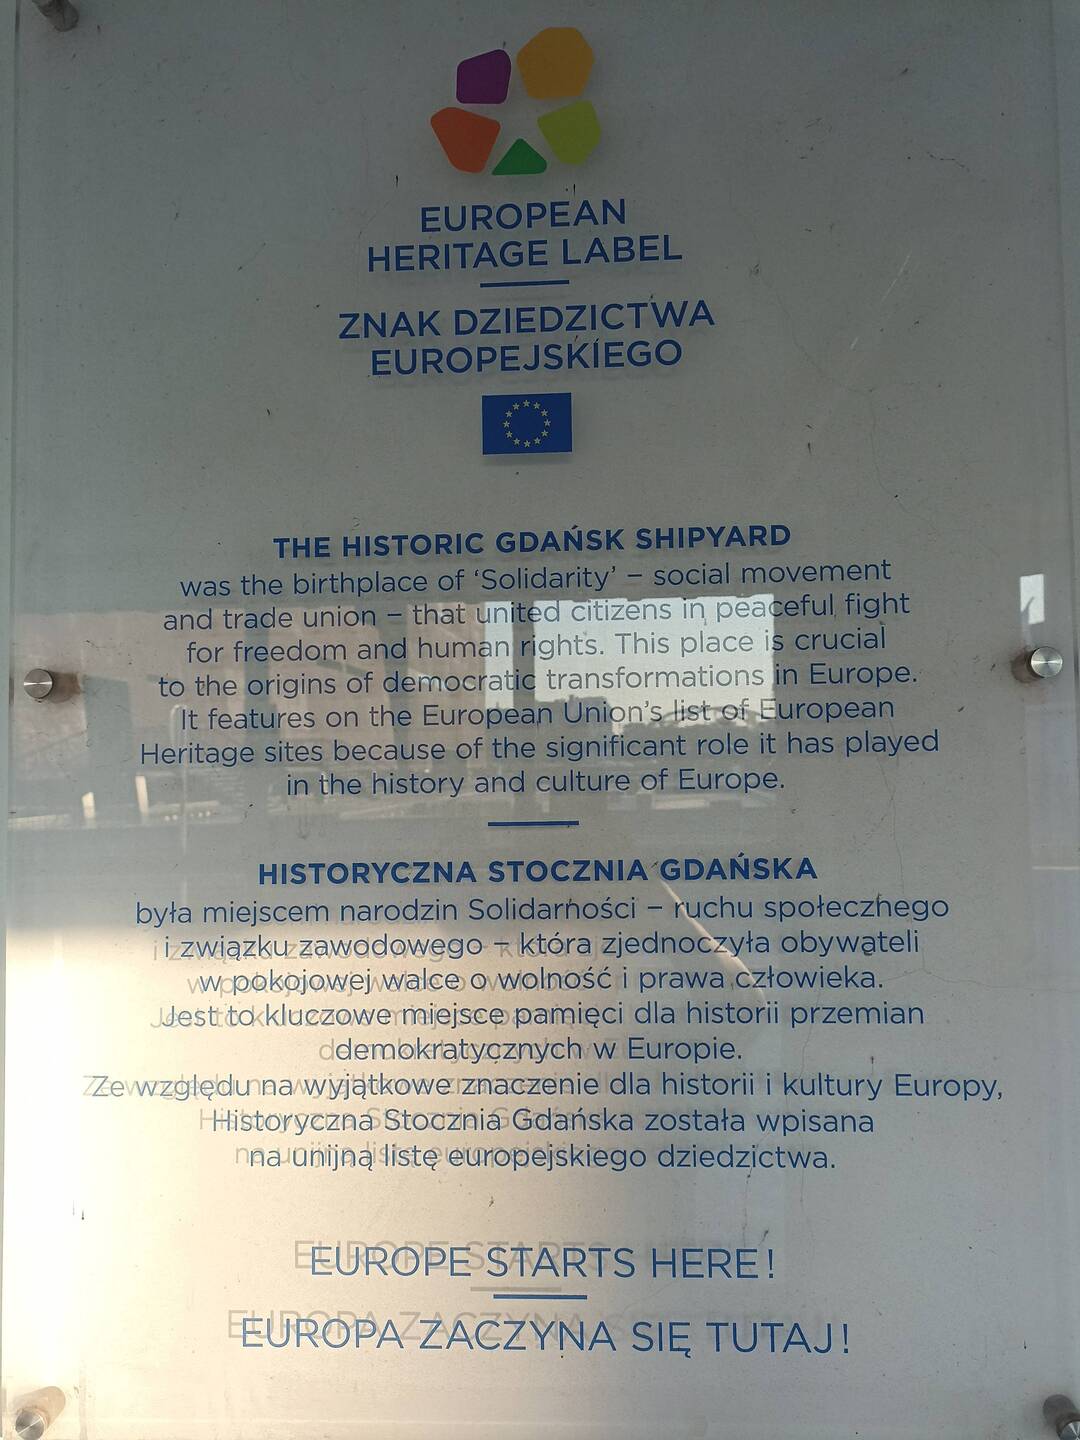 EUROPEAN
HERITAGE LABEL
ZNAK DZIEDZICTWA
EUROPEJSKIEGO
THE HISTORIC GDAŃSK SHIPYARD
was the birthplace of ‘Solidarity’ – social movement
and trade union – that united citizens in peaceful fight
for freedom and human rights. This place is crucial
to the origins of democratic transformations in Europe.
It features on the European Union’s list of European
Heritage sites because of the significant role it has played
in the history and culture of Europe.
HISTORYCZNA STOCZNIA GDAŃSKA
była miejscem narodzin Solidarności – ruchu społecznego
i związku zawodowego – która zjednoczyła obywateli
w pokojowej walce o wolność i prawa człowieka.
Jest to kluczowe miejsce pamięci dla historii przemian
demokratycznych w Europie.
Ze względu na wyjątkowe znaczenie dla historii i kultury Europy,
Historyczna Stocznia Gdańska została wpisana
na unijną listę europejskiego dziedzictwa.
EUROPE STARTS HERE!
EUROPA ZACZYNA SIĘ TUTAJ!